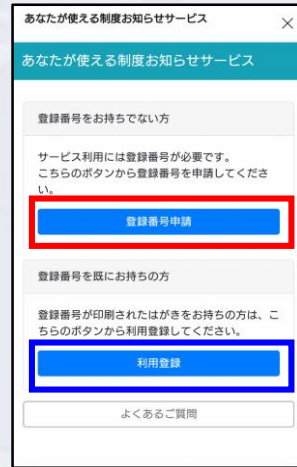 あなたが使える制度お知らせサービス
×
あなたが使える制度お知らせサービス
登録番号をお持ちでない方
サービス利用には登録番号が必要です。
こちらのボタンから登録番号を申請してくださ
い。
登録番号申請
登録番号を既にお持ちの方
登録番号が印刷されたはがきをお持ちの方は、こ
ちらのボタンから利用登録してください。
利用登録
よくあるご質問